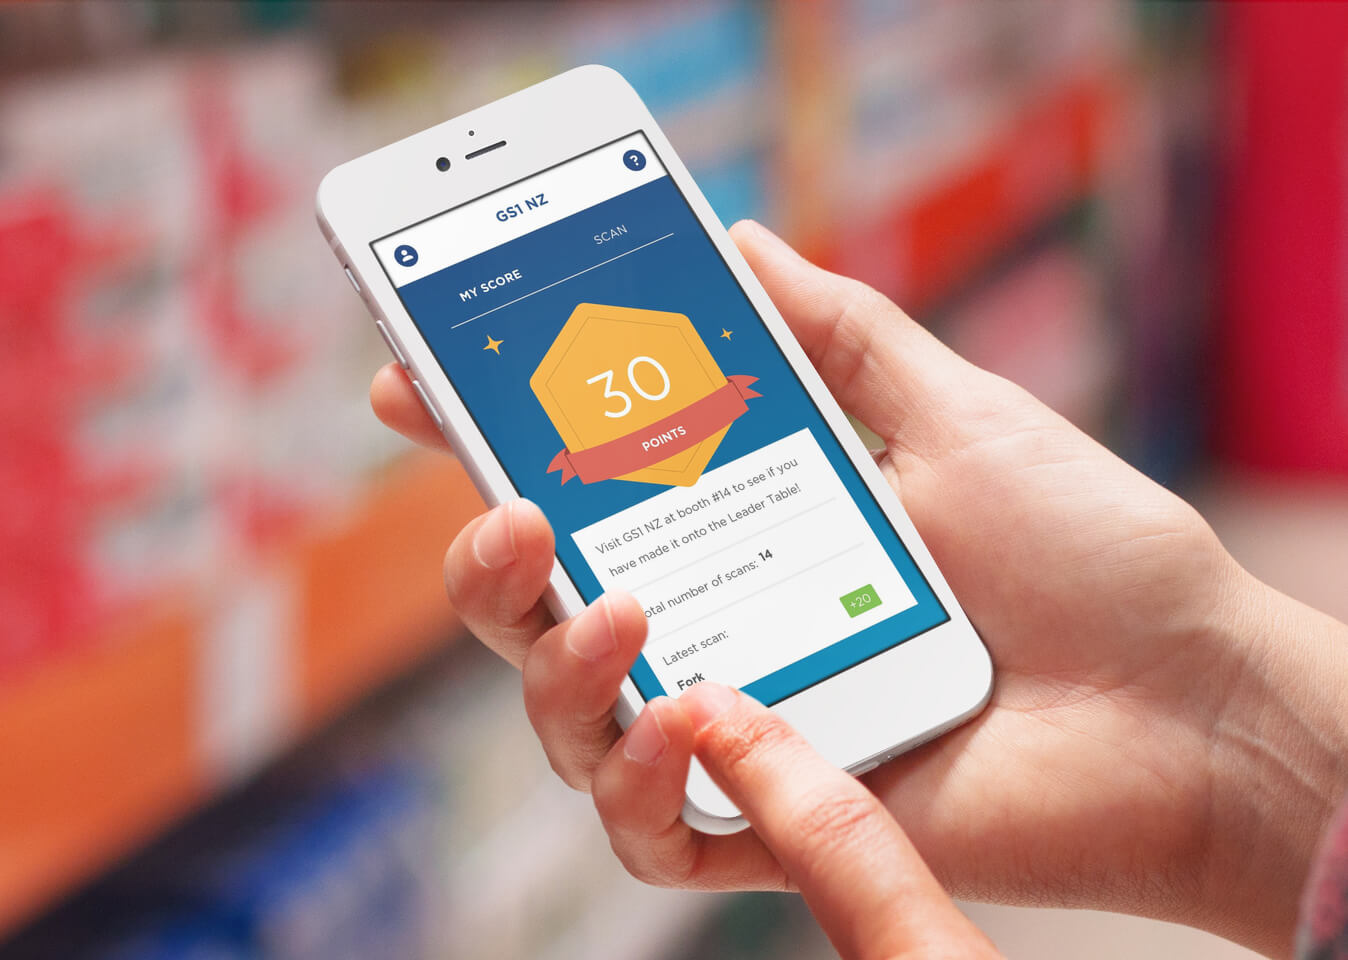 GS1 NZ
?
MY SCORE
SCAN
30
POINTS
Visit GS1 NZ at booth #14 to see if you
have made it onto the Leader Table!
otal number of scans: 14
Latest scan:
+20
Fork